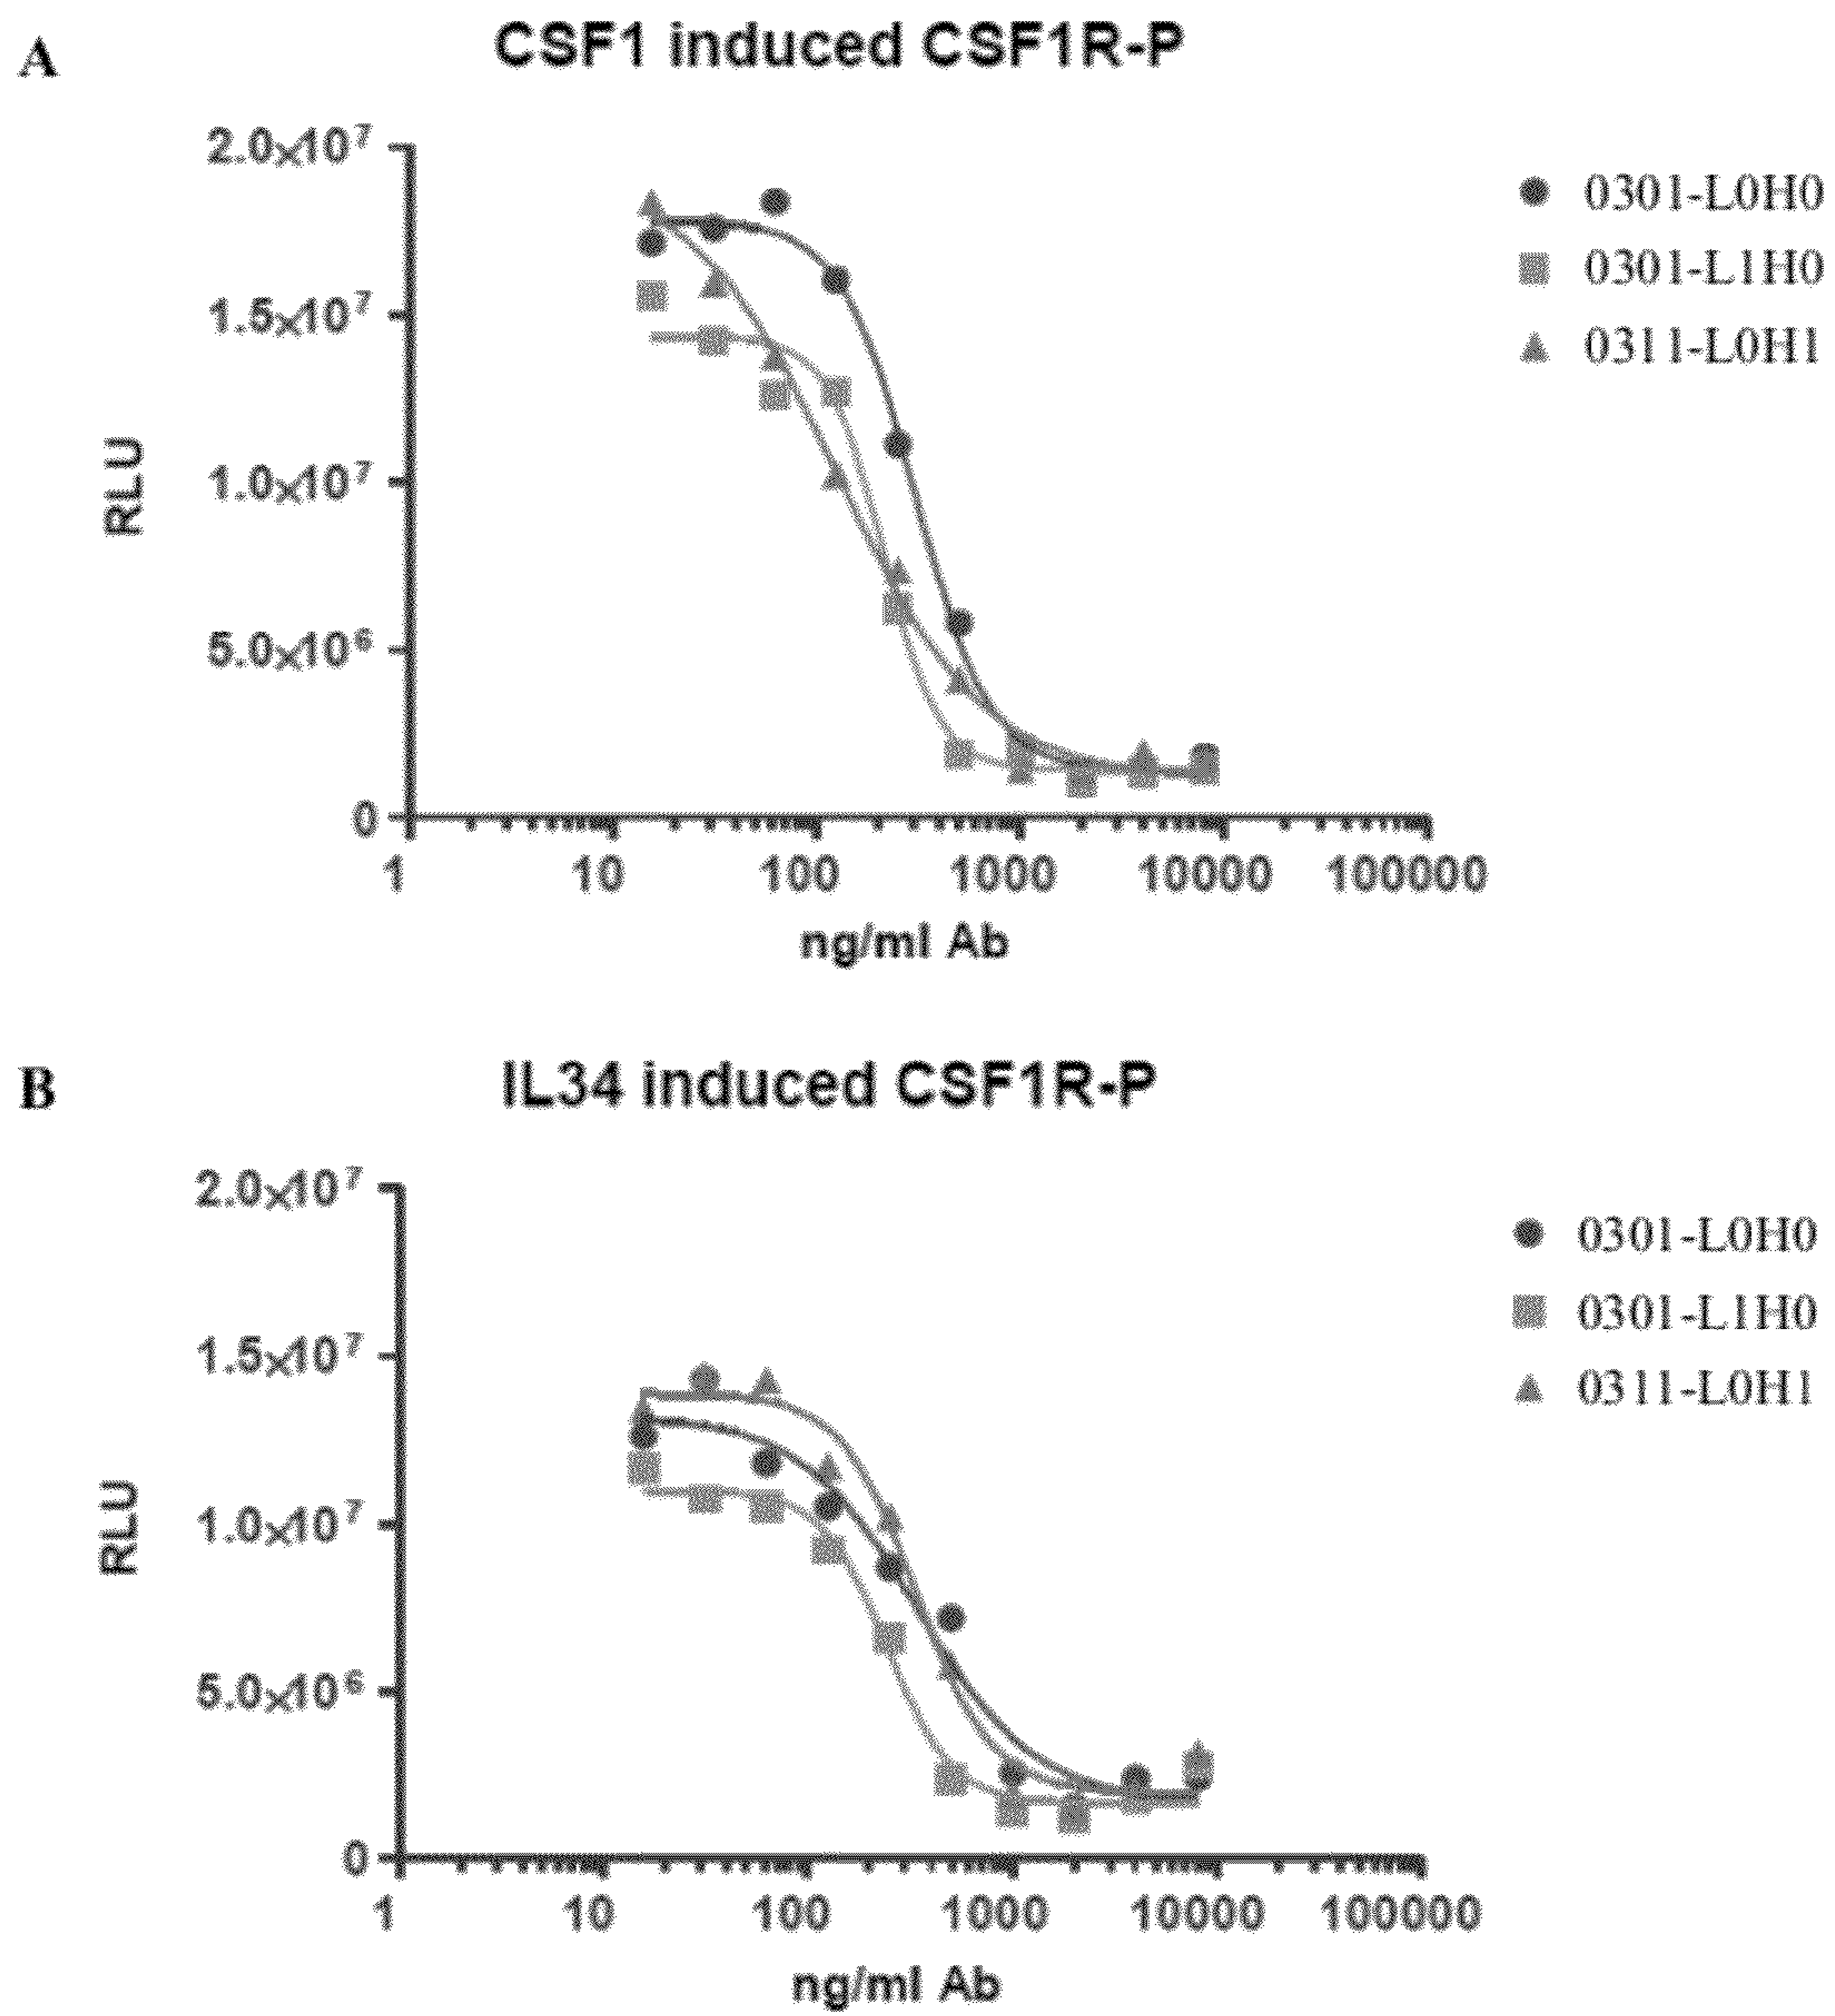 A
CSF1 induced CSF1R-P
2.0×10⁷
1.5×10⁷
1.0×10⁷
5.0×10⁶
0
RLU
1 10 100 1000 10000 100000
ng/ml Ab
0301-L0H0
0301-L1H0
0311-L0H1
B
IL34 induced CSF1R-P
2.0×10⁷
1.5×10⁷
1.0×10⁷
5.0×10⁶
0
RLU
1 10 100 1000 10000 100000
ng/ml Ab
0301-L0H0
0301-L1H0
0311-L0H1